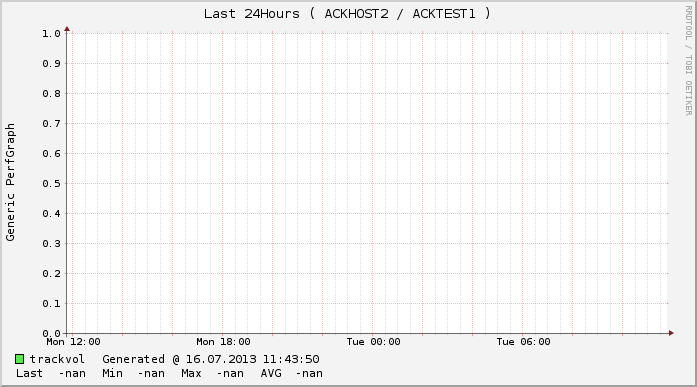 Last 24Hours ( ACKHOST2 / ACKTEST1 )
RRDTOOL / TOBI OETIKER
Generic PerfGraph
1.0
0.9
0.8
0.7
0.6
0.5
0.4
0.3
0.2
0.1
0.0
Mon 12:00 Mon 18:00 Tue 00:00 Tue 06:00
trackvol Generated @ 16.07.2013 11:43:50
Last -nan Min -nan Max -nan AVG -nan